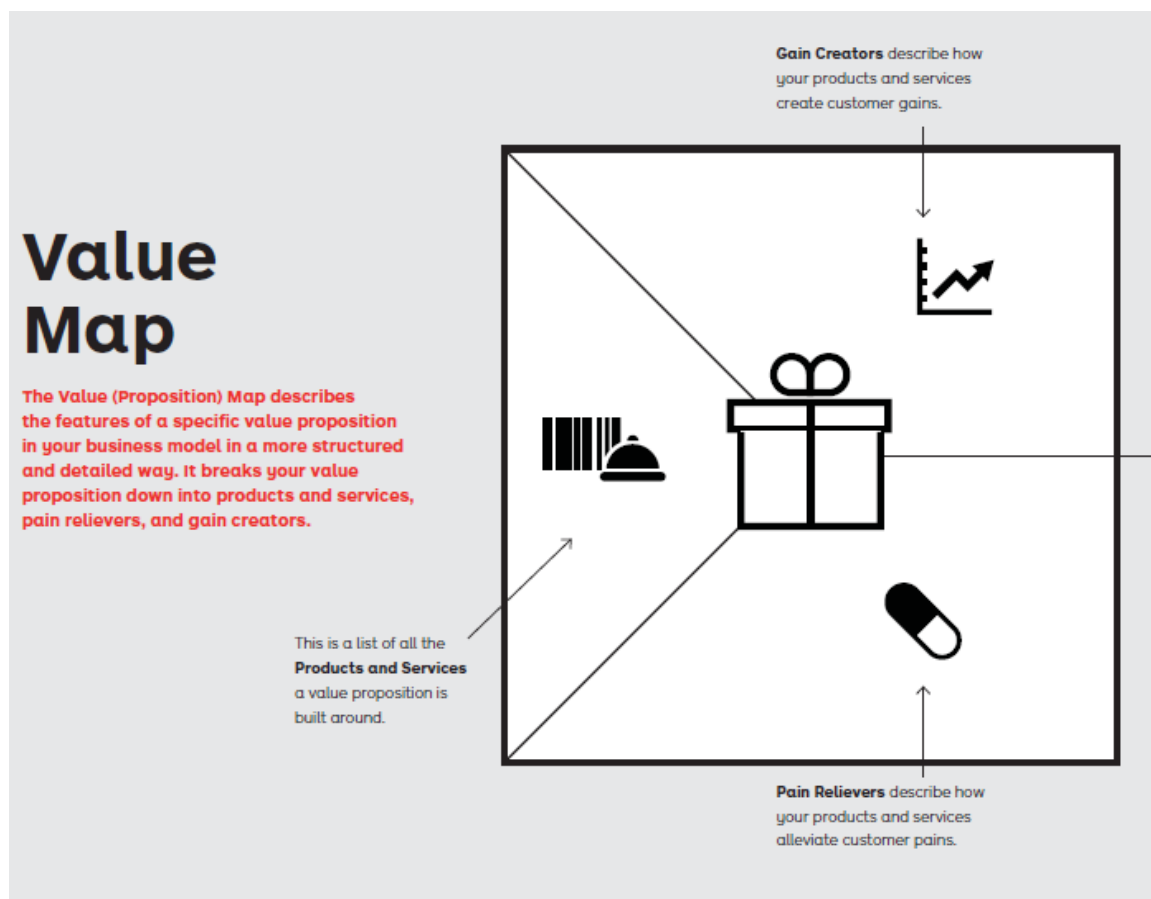 Gain Creators describe how
your products and services
create customer gains.
Value
Map
The Value (Proposition) Map describes
the features of a specific value proposition
in your business model in a more structured
and detailed way. It breaks your value
proposition down into products and services,
pain relievers, and gain creators.
This is a list of all the
Products and Services
a value proposition is
built around.
Pain Relievers describe how
your products and services
alleviate customer pains.